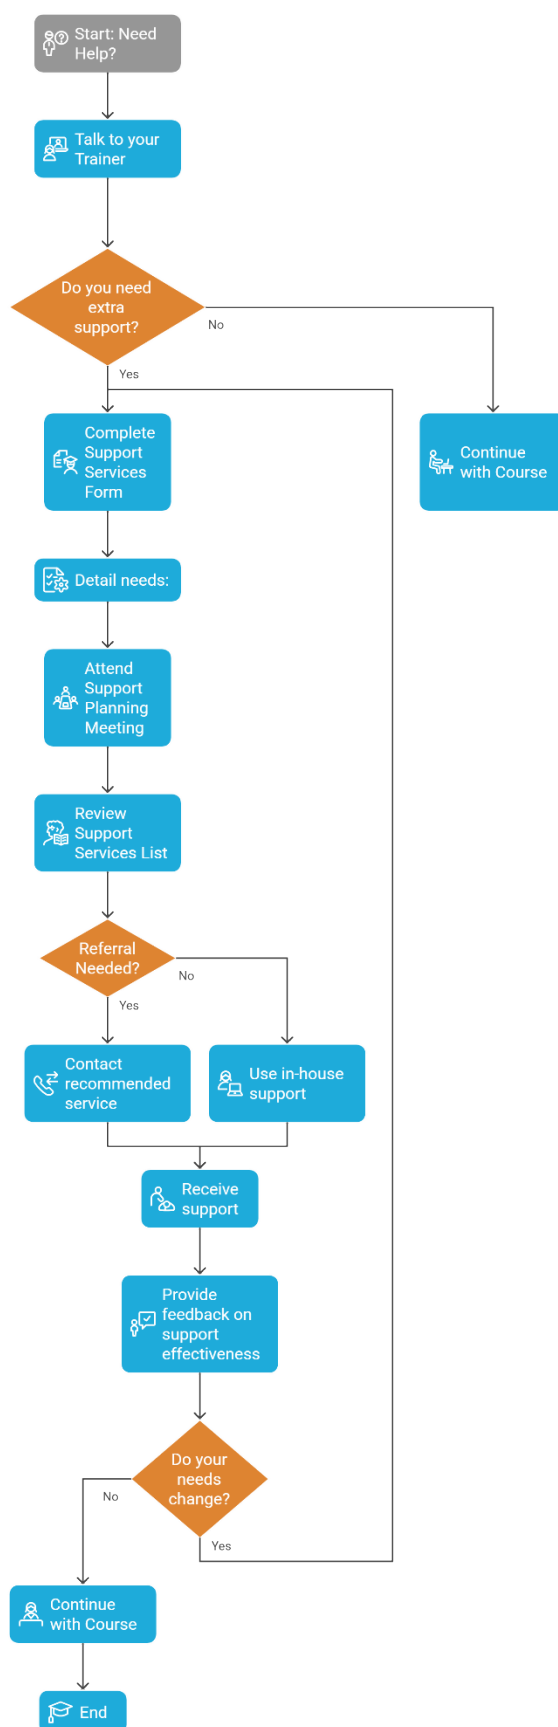 Start: Need
Help?
Talk to your
Trainer
Do you need
extra
support?
No
Yes
Complete
Support
Services
Form
Continue
with Course
Detail needs:
Attend
Support
Planning
Meeting
Review
Support
Services List
Referral
Needed?
No
Yes
Contact
recommended
service
Use in-house
support
Receive
support
Provide
feedback on
support
effectiveness
Do your
needs
change?
No
Yes
Continue
with Course
End